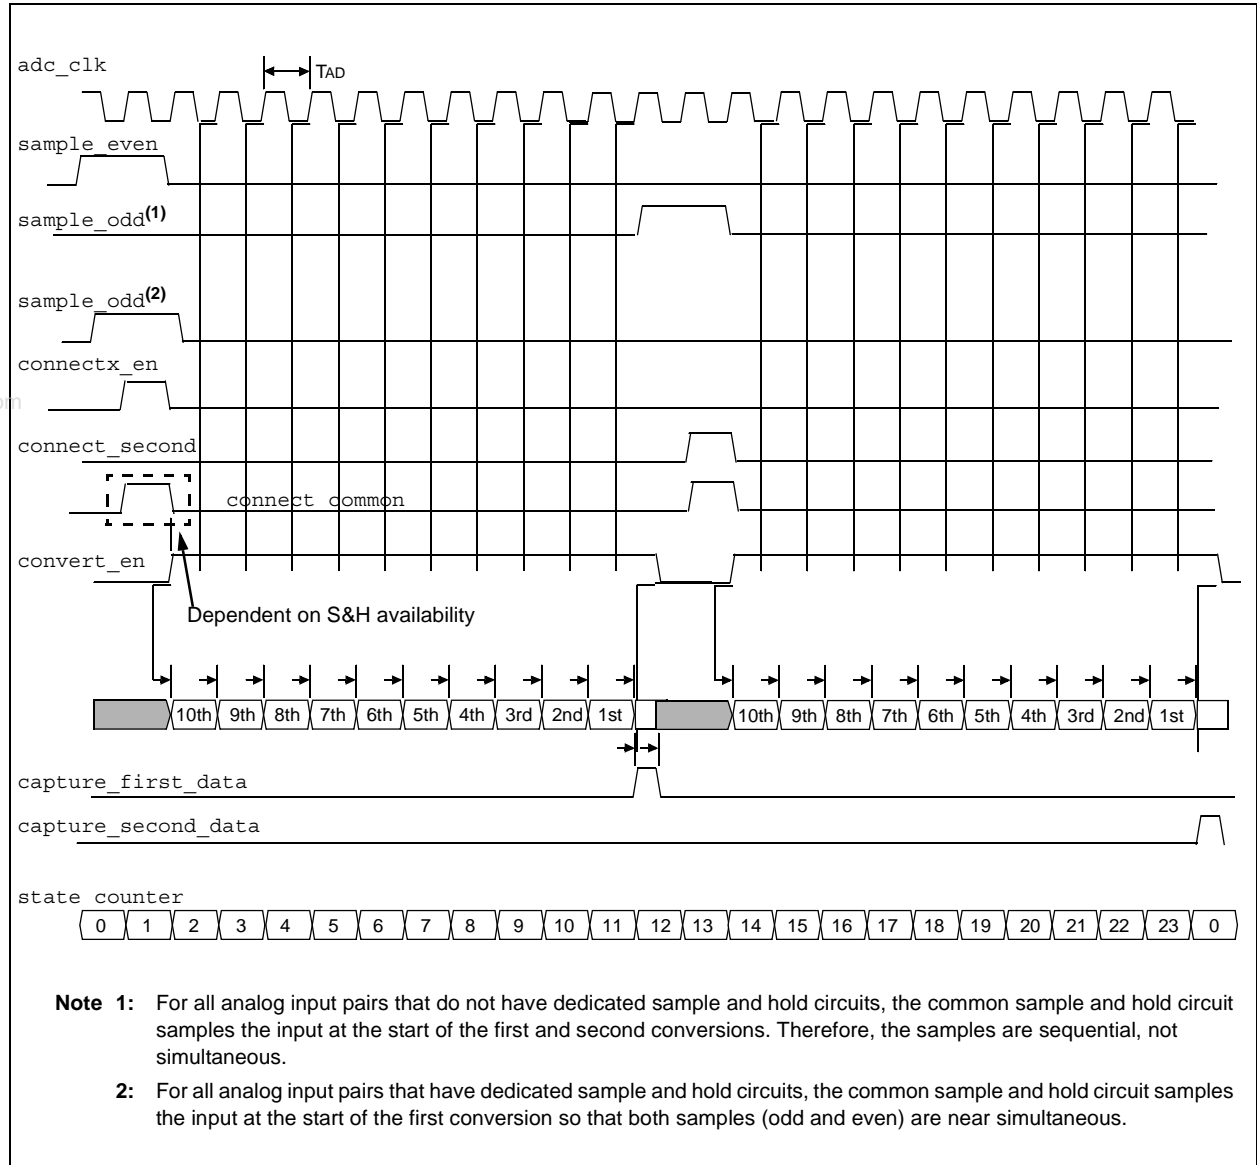 adc_clk
TAD
sample_even
sample_odd(1)
sample_odd(2)
connectx_en
om
connect_second
connect_common
convert_en
Dependent on S&H availability
10th 9th 8th 7th 6th 5th 4th 3rd 2nd 1st 10th 9th 8th 7th 6th 5th 4th 3rd 2nd 1st
capture_first_data
capture_second_data
state counter
0 1 2 3 4 5 6 7 8 9 10 11 12 13 14 15 16 17 18 19 20 21 22 23 0
Note 1: For all analog input pairs that do not have dedicated sample and hold circuits, the common sample and hold circuit
samples the input at the start of the first and second conversions. Therefore, the samples are sequential, not
simultaneous.
2: For all analog input pairs that have dedicated sample and hold circuits, the common sample and hold circuit samples
the input at the start of the first conversion so that both samples (odd and even) are near simultaneous.